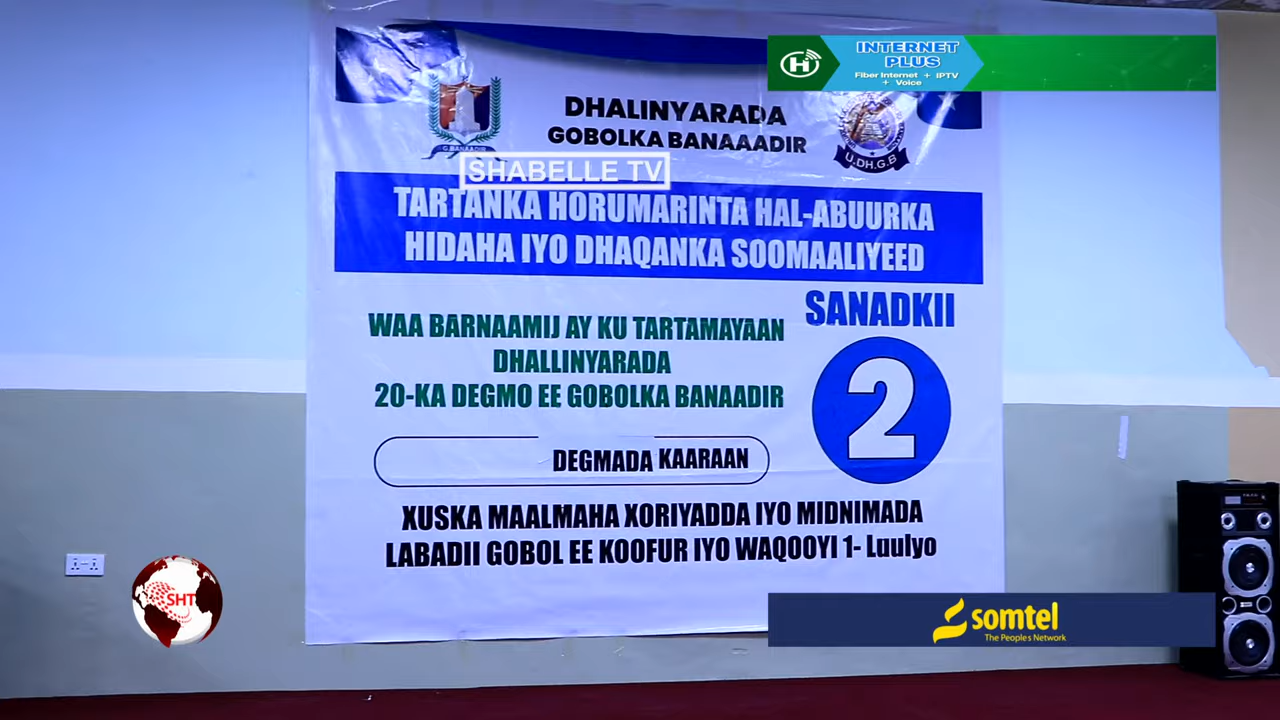 INTERNET
PLUS
Fiber Internet + IPTV
+ Voice
DHALINYARADA
GOBOLKA BANAAADIR
G.BANAADIR
U.DH.G.B
SHABELLE TV
TARTANKA HORUMARINTA HAL-ABUURKA
HIDAHA IYO DHAQANKA SOOMAALIYEED
SANADKII
2
WAA BARNAAMIJ AY KU TARTAMAYAAN
DHALLINYARADA
20-KA DEGMO EE GOBOLKA BANAADIR
DEGMADA KAARAAN
XUSKA MAALMAHA XORIYADDA IYO MIDNIMADA
LABADII GOBOL EE KOOFUR IYO WAQOOYI 1- Luulyo
SHT
somtel
The Peoples Network